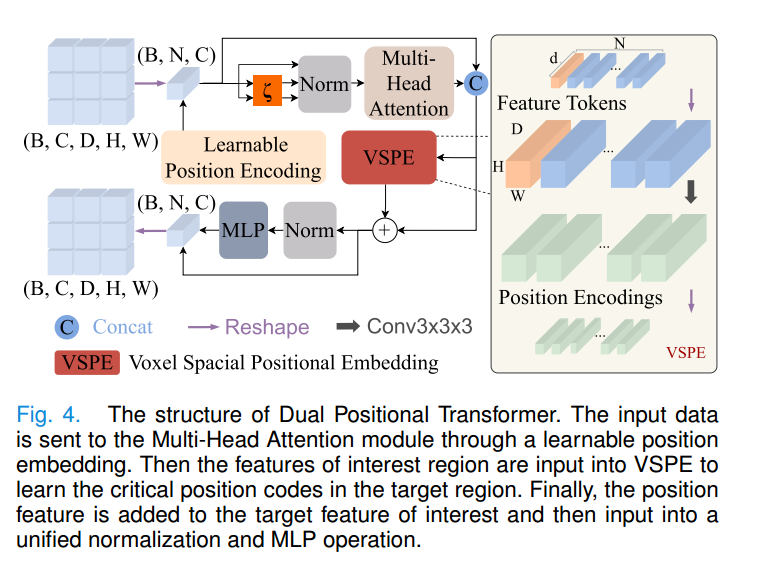 (B, N, C)
ζ
Norm
Multi-
Head
Attention
C
(B, C, D, H, W)
Learnable
Position Encoding
VSPE
(B, N, C)
MLP
Norm
+
(B, C, D, H, W)
N
d
...
Feature Tokens
D
...
H
W
...
Position Encodings
...
VSPE
C Concat
Reshape
Conv3x3x3
VSPE Voxel Spacial Positional Embedding
Fig. 4. The structure of Dual Positional Transformer. The input data
is sent to the Multi-Head Attention module through a learnable position
embedding. Then the features of interest region are input into VSPE to
learn the critical position codes in the target region. Finally, the position
feature is added to the target feature of interest and then input into a
unified normalization and MLP operation.